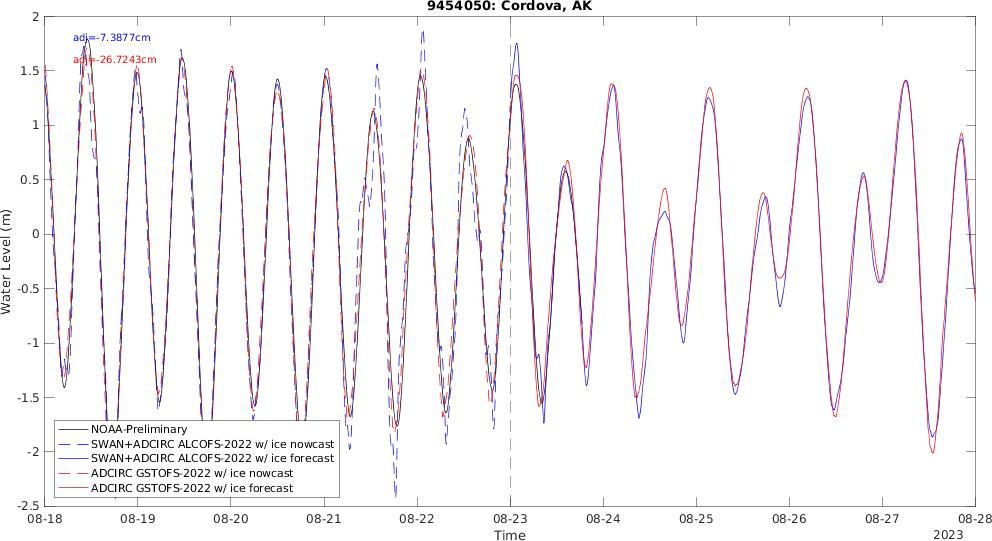 9454050: Cordova, AK
adj=-7.3877cm
adj=-26.7243cm
2
1.5
1
0.5
0
-0.5
-1
-1.5
-2
-2.5
Water Level (m)
NOAA-Preliminary
SWAN+ADCIRC ALCOFS-2022 w/ ice nowcast
SWAN+ADCIRC ALCOFS-2022 w/ ice forecast
ADCIRC GSTOFS-2022 w/ ice nowcast
ADCIRC GSTOFS-2022 w/ ice forecast
08-18 08-19 08-20 08-21 08-22 08-23 08-24 08-25 08-26 08-27 08-28
Time
2023